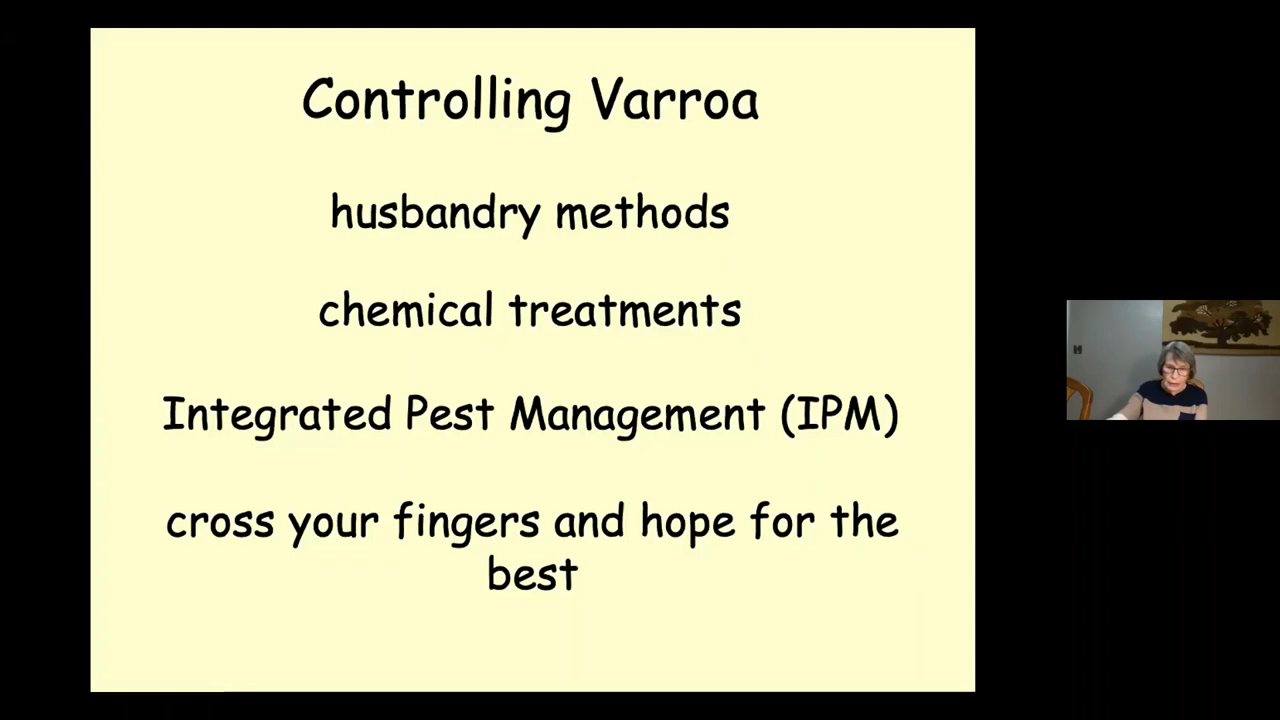 Controlling Varroa
husbandry methods
chemical treatments
Integrated Pest Management (IPM)
cross your fingers and hope for the
best